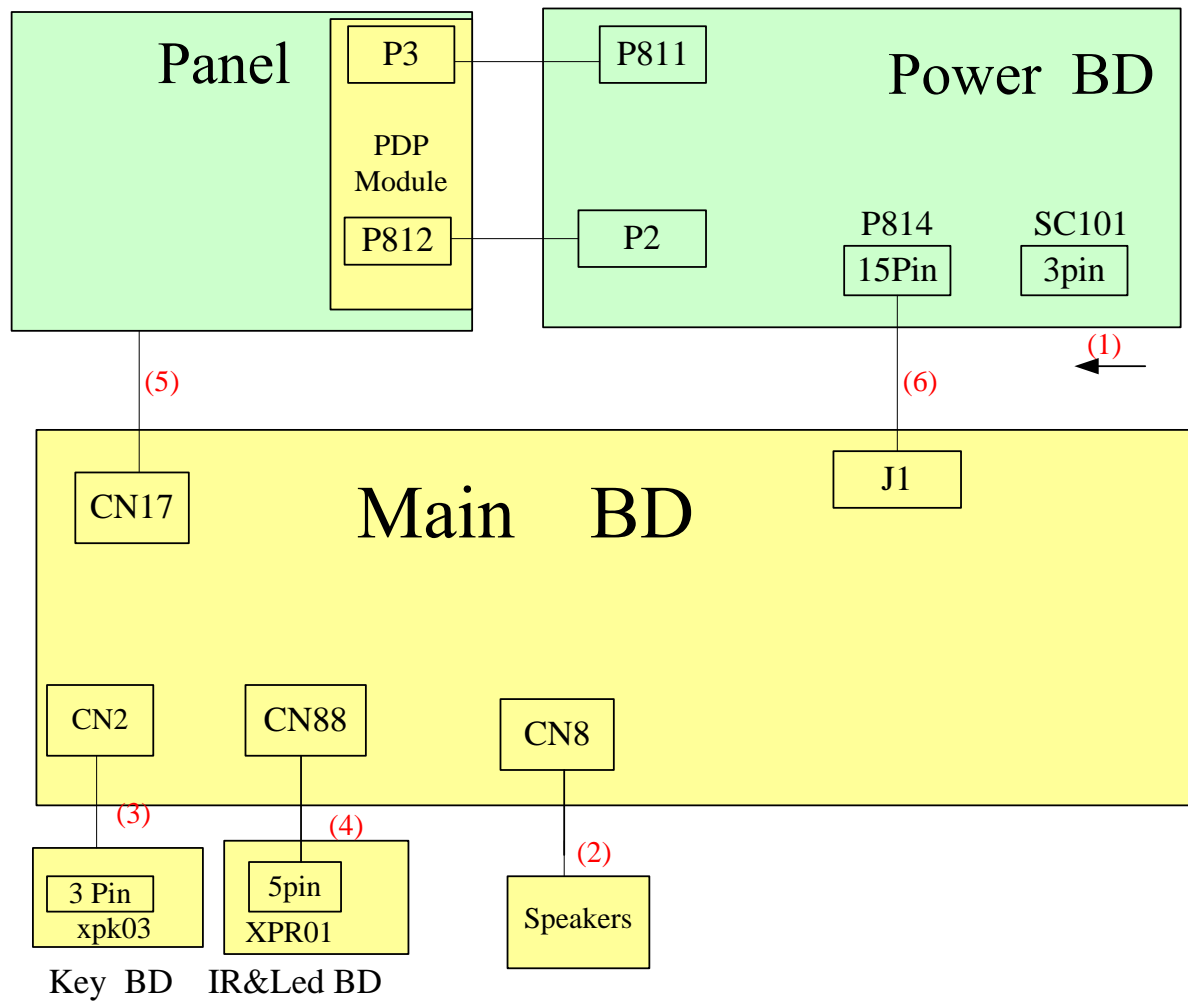 Panel
P3
PDP
Module
P812
P811
Power BD
P2
P814
15Pin
SC101
3pin
(1)
(5)
(6)
CN17
Main BD
J1
CN2
CN88
CN8
(3)
(4)
(2)
3 Pin
xpk03
5pin
XPR01
Speakers
Key BD
IR&Led BD